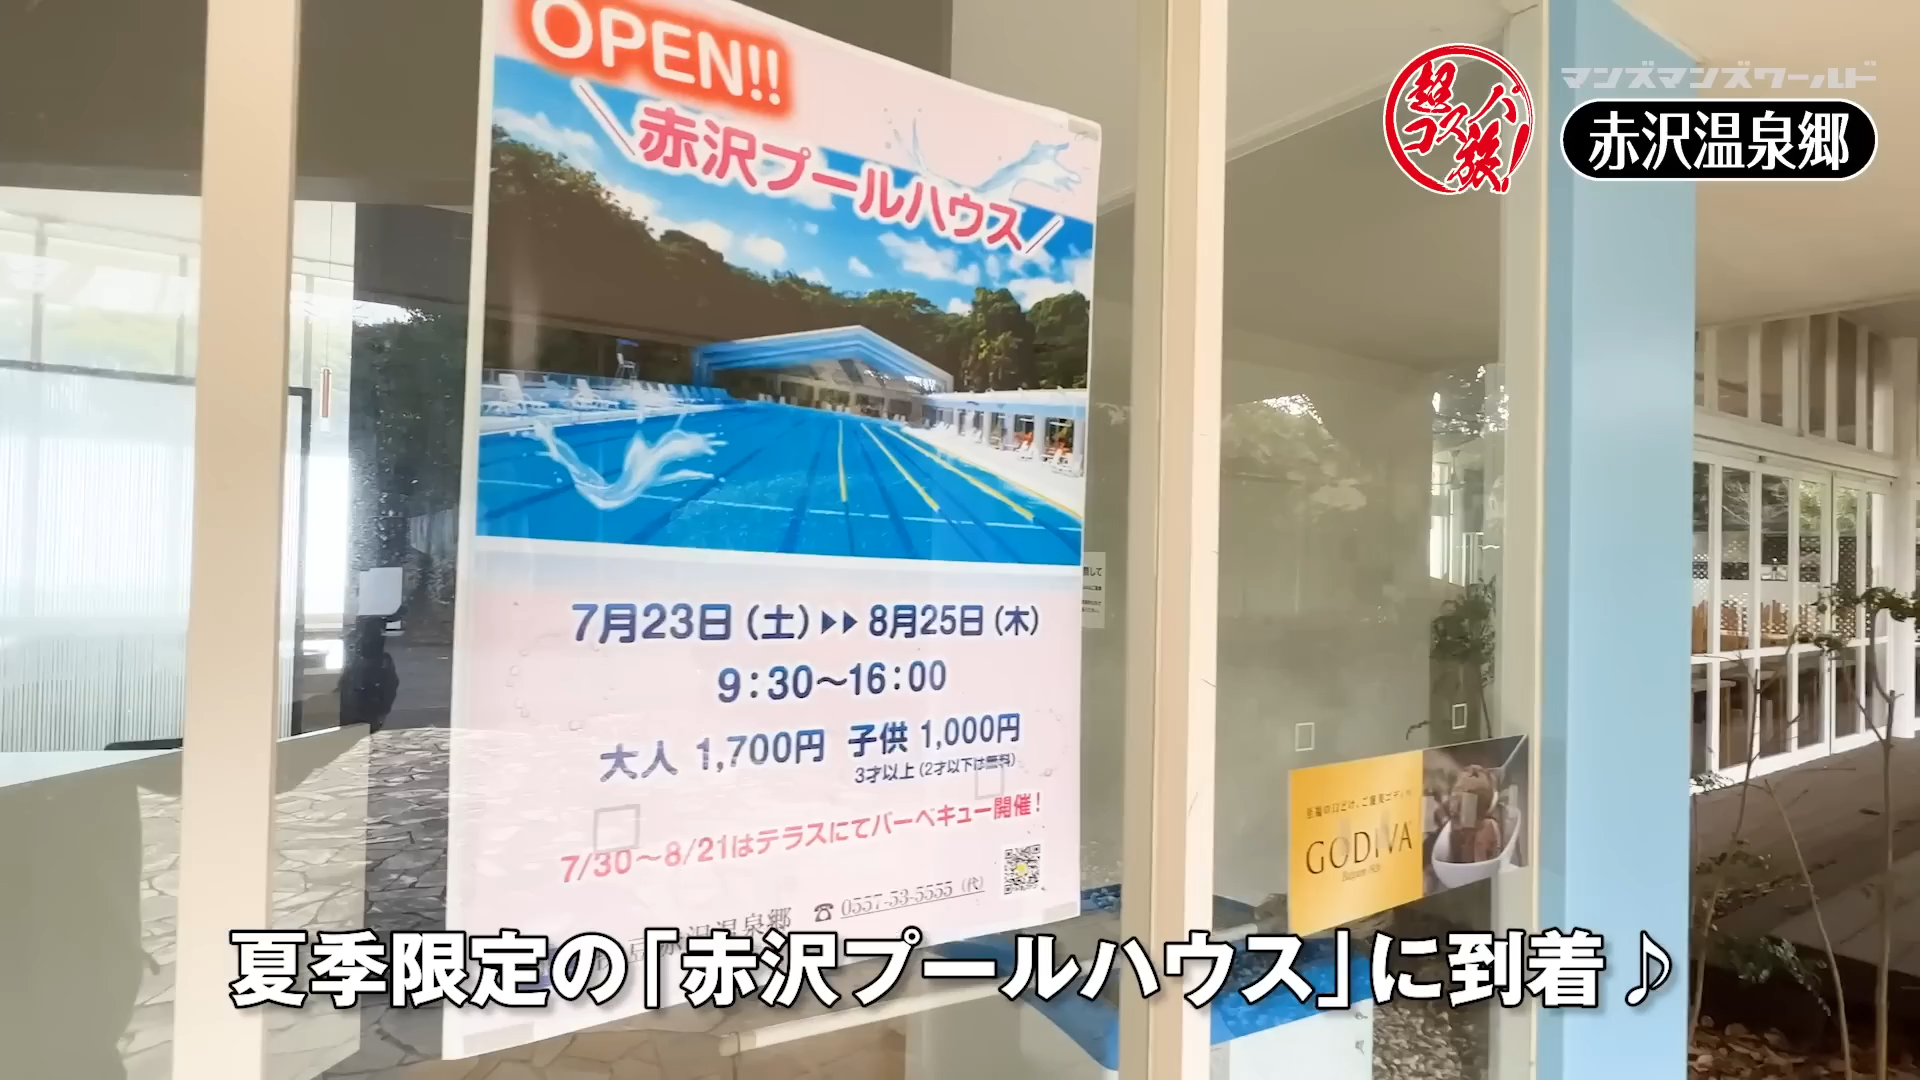 OPEN!!
＼赤沢プールハウス／
7月23日（土）▶▶ 8月25日（木）
9：30～16：00
大人 1,700円 子供 1,000円
3才以上（2才以下は無料）
7/30～8/21はテラスにてバーベキュー開催！
赤沢温泉郷
☎ 0557-53-5555（代）
GODIVA
超コスパ旅！
マンズマンズワールド
赤沢温泉郷
夏季限定の「赤沢プールハウス」に到着♪